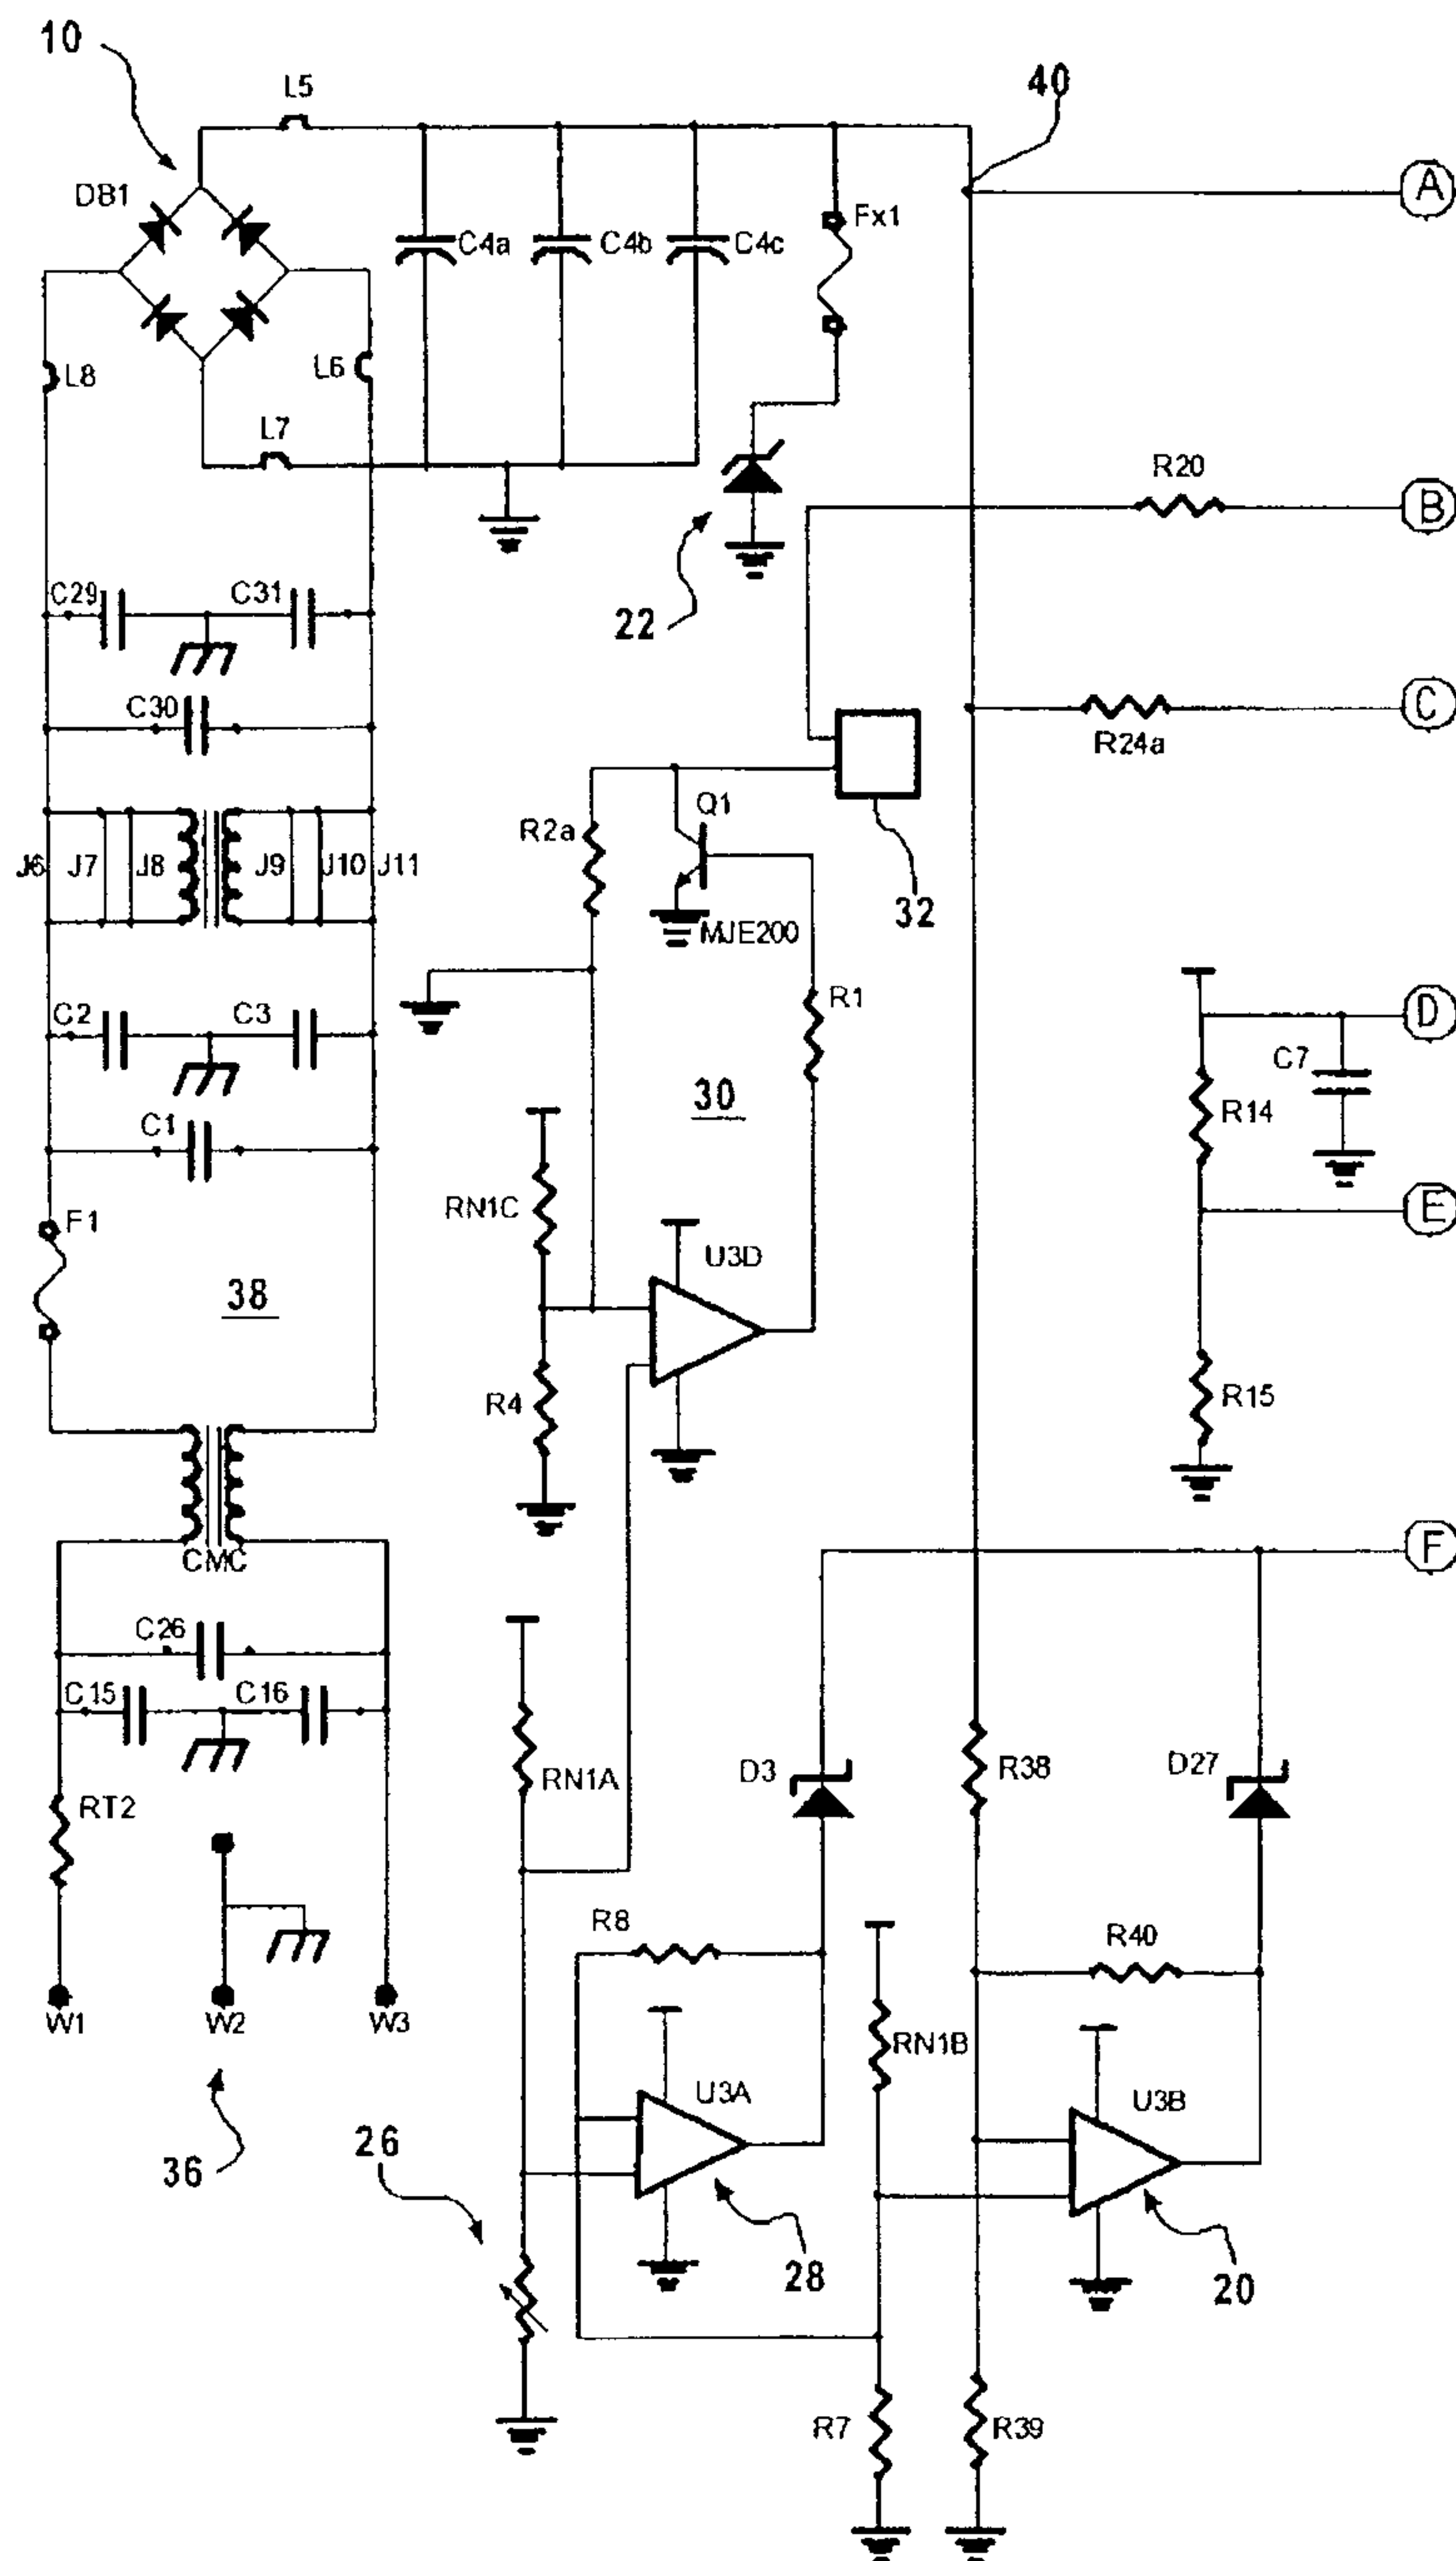 10
L5
40
DB1
A
Fx1
C4a
C4b
C4c
L8
L6
L7
R20
B
C29
C31
22
C30
C
R24a
Q1
R2a
J6
J7
J8
J9
J10
J11
32
MJE200
R1
C2
C3
D
C7
30
R14
C1
RN1C
E
F1
U3D
38
R4
R15
CMC
F
C26
C15
C16
D3
R38
D27
RN1A
RT2
R8
R40
W1
W2
W3
RN1B
U3A
U3B
26
36
28
20
R7
R39